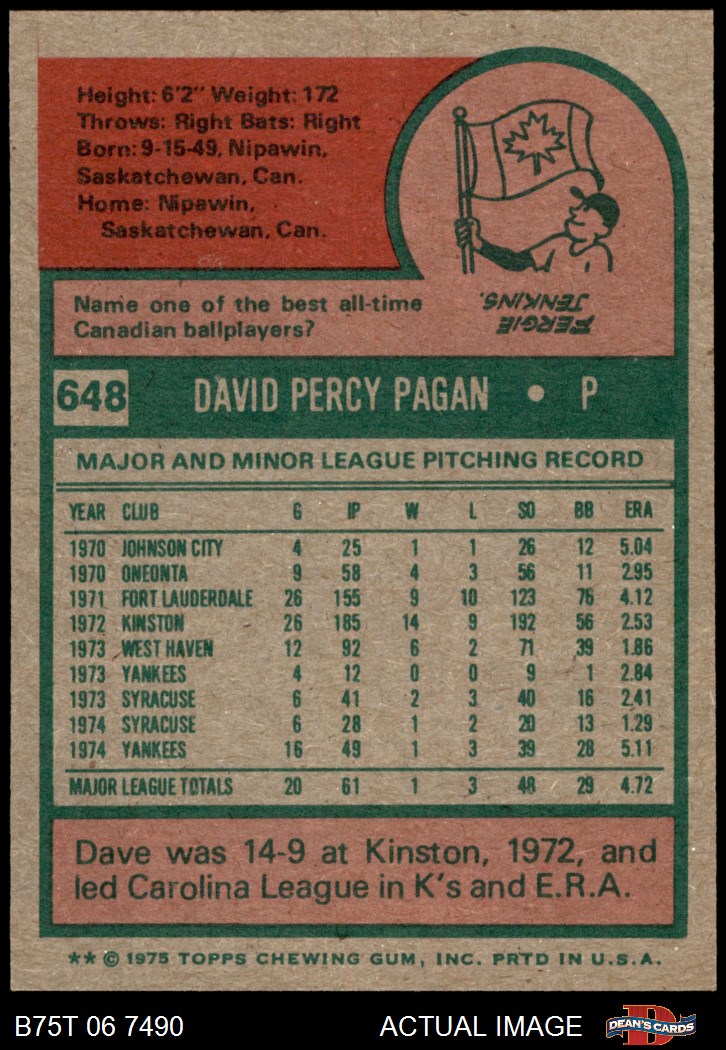 Height: 6'2" Weight: 172
Throws: Right Bats: Right
Born: 9-15-49, Nipawin,
Saskatchewan, Can.
Home: Nipawin,
Saskatchewan, Can.
Name one of the best all-time
Canadian ballplayers?
FERGIE
JENKINS.
648 DAVID PERCY PAGAN • P
MAJOR AND MINOR LEAGUE PITCHING RECORD
YEAR CLUB G IP W L SO BB ERA
1970 JOHNSON CITY 4 25 1 1 26 12 5.04
1970 ONEONTA 9 58 4 3 56 11 2.95
1971 FORT LAUDERDALE 26 155 9 10 123 76 4.12
1972 KINSTON 26 185 14 9 192 56 2.53
1973 WEST HAVEN 12 92 6 2 71 39 1.86
1973 YANKEES 4 12 0 0 9 1 2.84
1973 SYRACUSE 6 41 2 3 40 16 2.41
1974 SYRACUSE 6 28 1 2 20 13 1.29
1974 YANKEES 16 49 1 3 39 28 5.11
MAJOR LEAGUE TOTALS 20 61 1 3 48 29 4.72
Dave was 14-9 at Kinston, 1972, and
led Carolina League in K's and E.R.A.
** © 1975 TOPPS CHEWING GUM, INC. PRTD IN U.S.A.
B75T 06 7490 ACTUAL IMAGE
D
DEAN'S CARDS